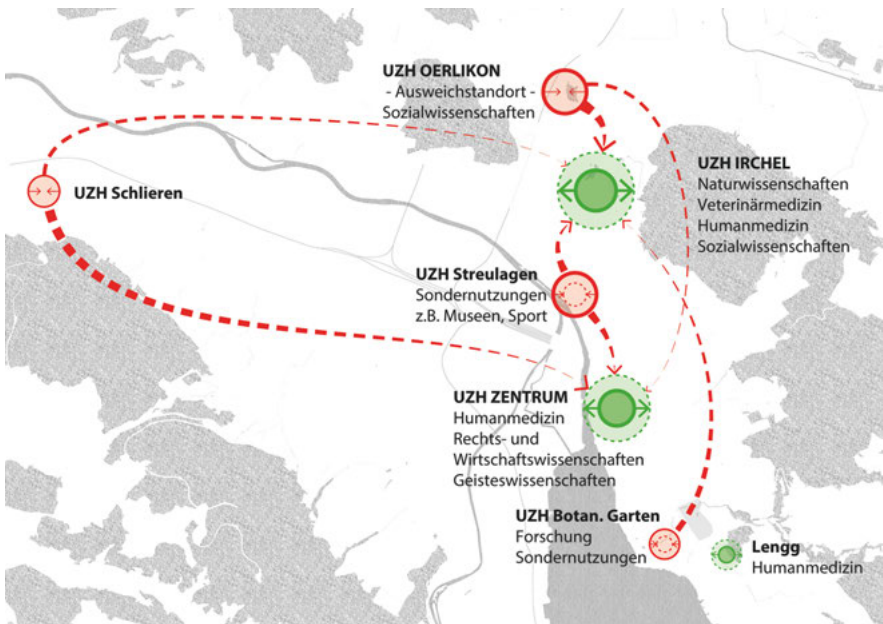 UZH OERLIKON
- Ausweichstandort -
Sozialwissenschaften
UZH IRCHEL
Naturwissenschaften
Veterinärmedizin
Humanmedizin
Sozialwissenschaften
UZH Schlieren
UZH Streulagen
Sondernutzungen
z.B. Museen, Sport
UZH ZENTRUM
Humanmedizin
Rechts- und
Wirtschaftswissenschaften
Geisteswissenschaften
UZH Botan. Garten
Forschung
Sondernutzungen
Lengg
Humanmedizin